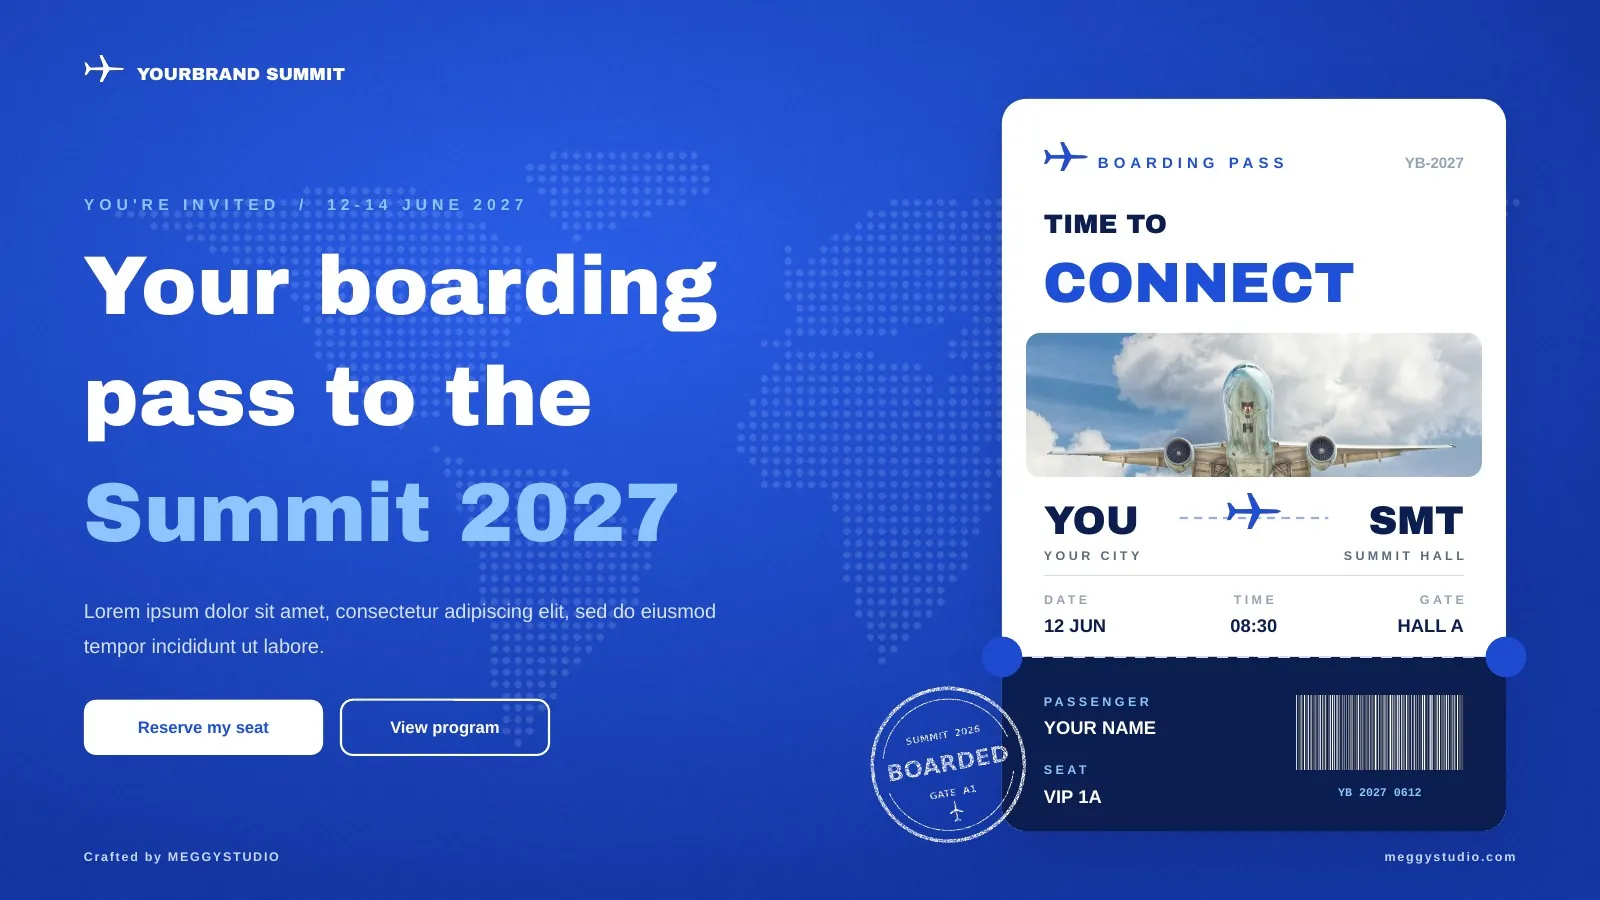 YOURBRAND SUMMIT
YOU'RE INVITED / 12-14 JUNE 2027
Your boarding
pass to the
Summit 2027
Lorem ipsum dolor sit amet, consectetur adipiscing elit, sed do eiusmod
tempor incididunt ut labore.
Reserve my seat
View program
Crafted by MEGGYSTUDIO
BOARDING PASS
YB-2027
TIME TO
CONNECT
YOU
SMT
YOUR CITY
SUMMIT HALL
DATE
TIME
GATE
12 JUN
08:30
HALL A
PASSENGER
YOUR NAME
SEAT
VIP 1A
YB 2027 0612
SUMMIT 2026
BOARDED
GATE A1
meggystudio.com